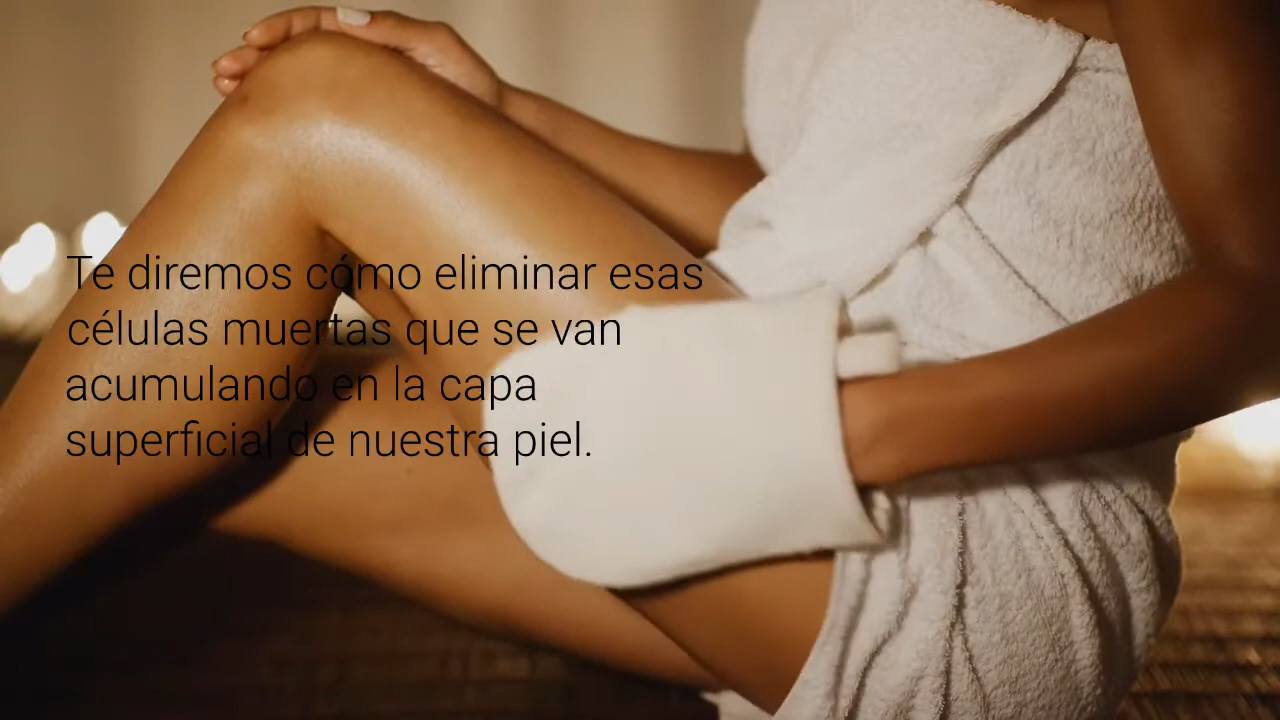 Te diremos cómo eliminar esas
células muertas que se van
acumulando en la capa
superficial de nuestra piel.